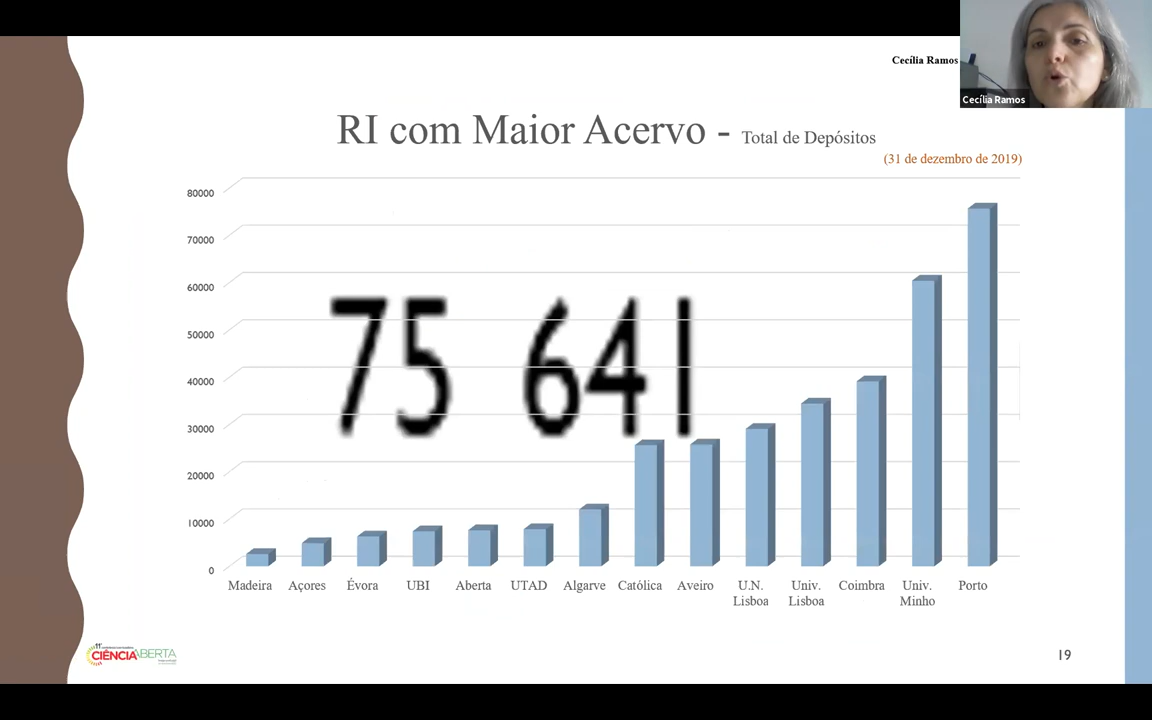 Cecília Ramos
Cecília Ramos
RI com Maior Acervo - Total de Depósitos
(31 de dezembro de 2019)
80000
70000
60000
50000
40000
30000
20000
10000
0
75 641
Madeira Açores Évora UBI Aberta UTAD Algarve Católica Aveiro U.N. Lisboa Univ. Lisboa Coimbra Univ. Minho Porto
CIÊNCIA ABERTA
19